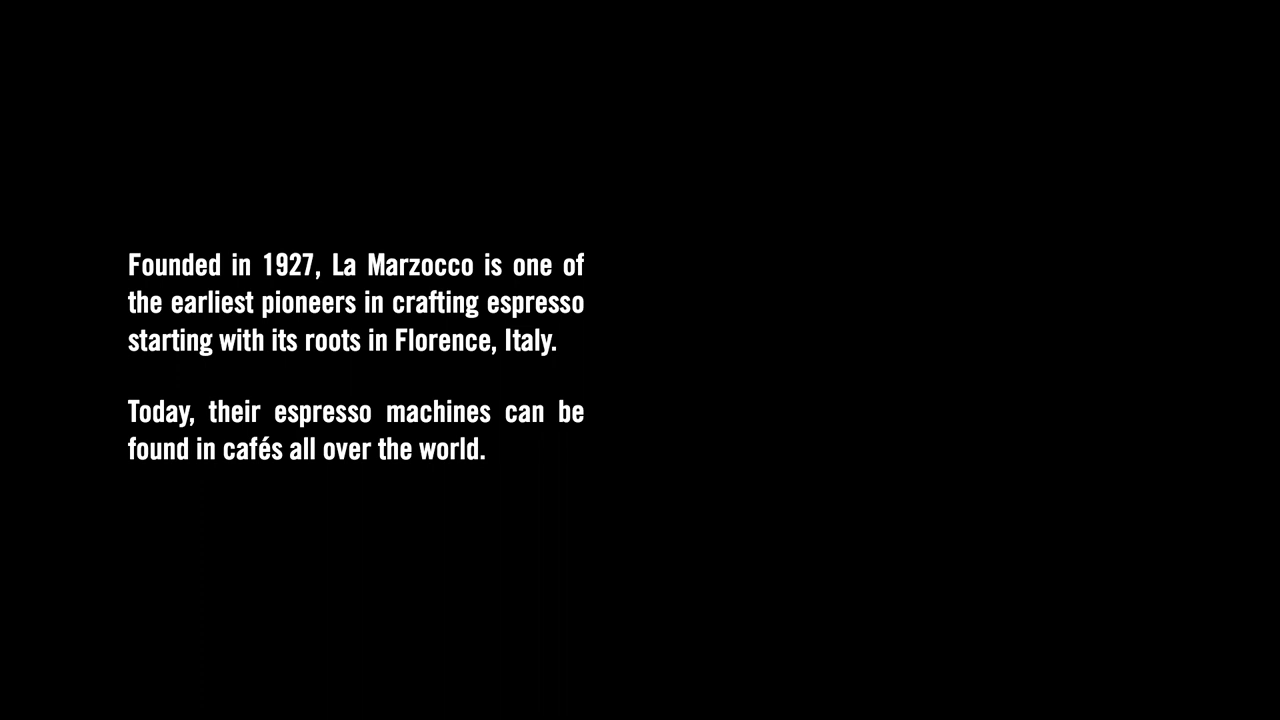 Founded in 1927, La Marzocco is one of
the earliest pioneers in crafting espresso
starting with its roots in Florence, Italy.
Today, their espresso machines can be
found in cafés all over the world.